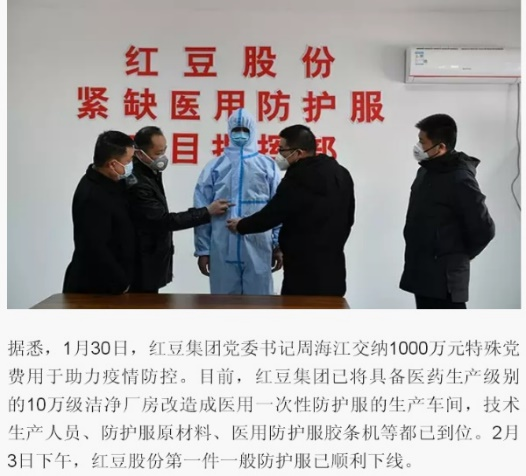 红豆股份
紧缺医用防护服
项目指挥部
据悉，1月30日，红豆集团党委书记周海江交纳1000万元特殊党
费用于助力疫情防控。目前，红豆集团已将具备医药生产级别
的10万级洁净厂房改造成医用一次性防护服的生产车间，技术
生产人员、防护服原材料、医用防护服胶条机等都已到位。2月
3日下午，红豆股份第一件一般防护服已顺利下线。